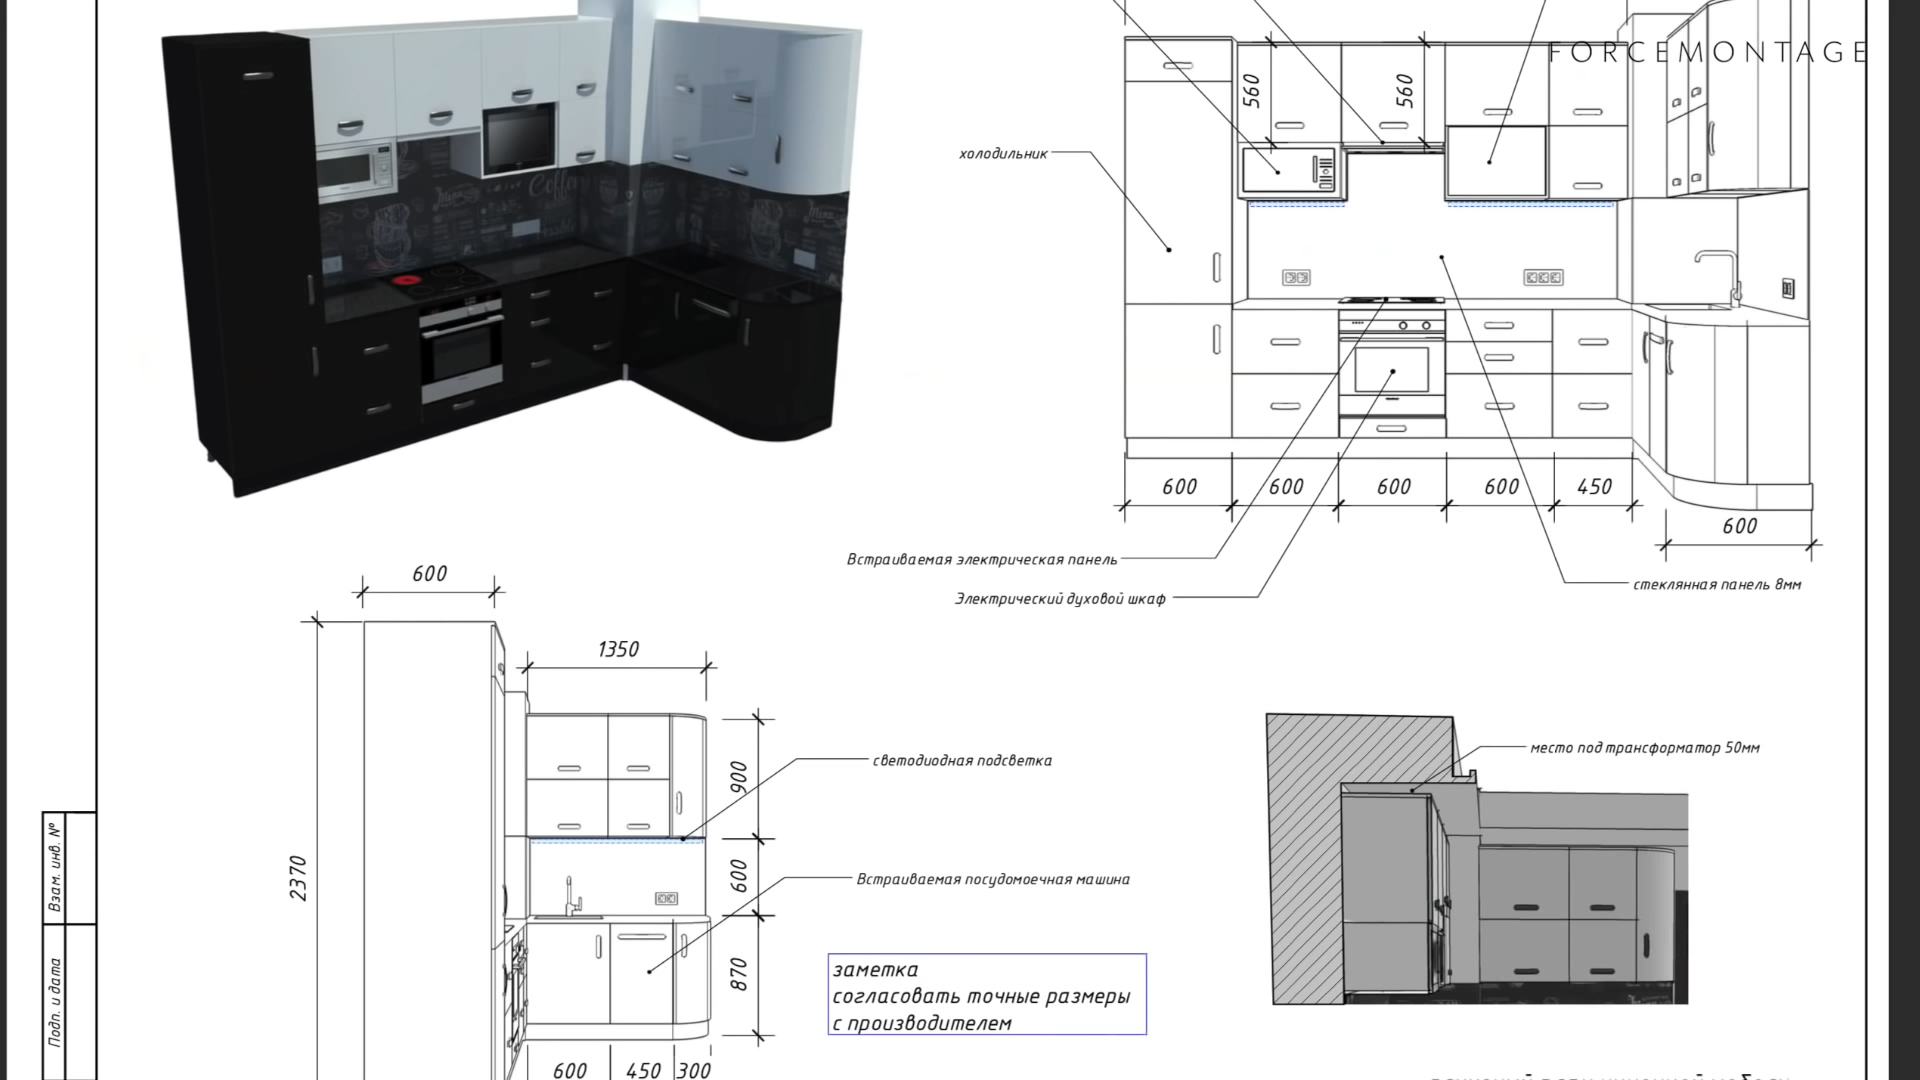 FORCEMONTAGE
560
560
холодильник
600
600
600
600
450
600
Встраиваемая электрическая панель
Электрический духовой шкаф
стеклянная панель 8мм
600
1350
2370
900
600
870
светодиодная подсветка
Встраиваемая посудомоечная машина
место под трансформатор 50мм
заметка
согласовать точные размеры
с производителем
600
450
300
Взам. инв. №
Подп. и дата